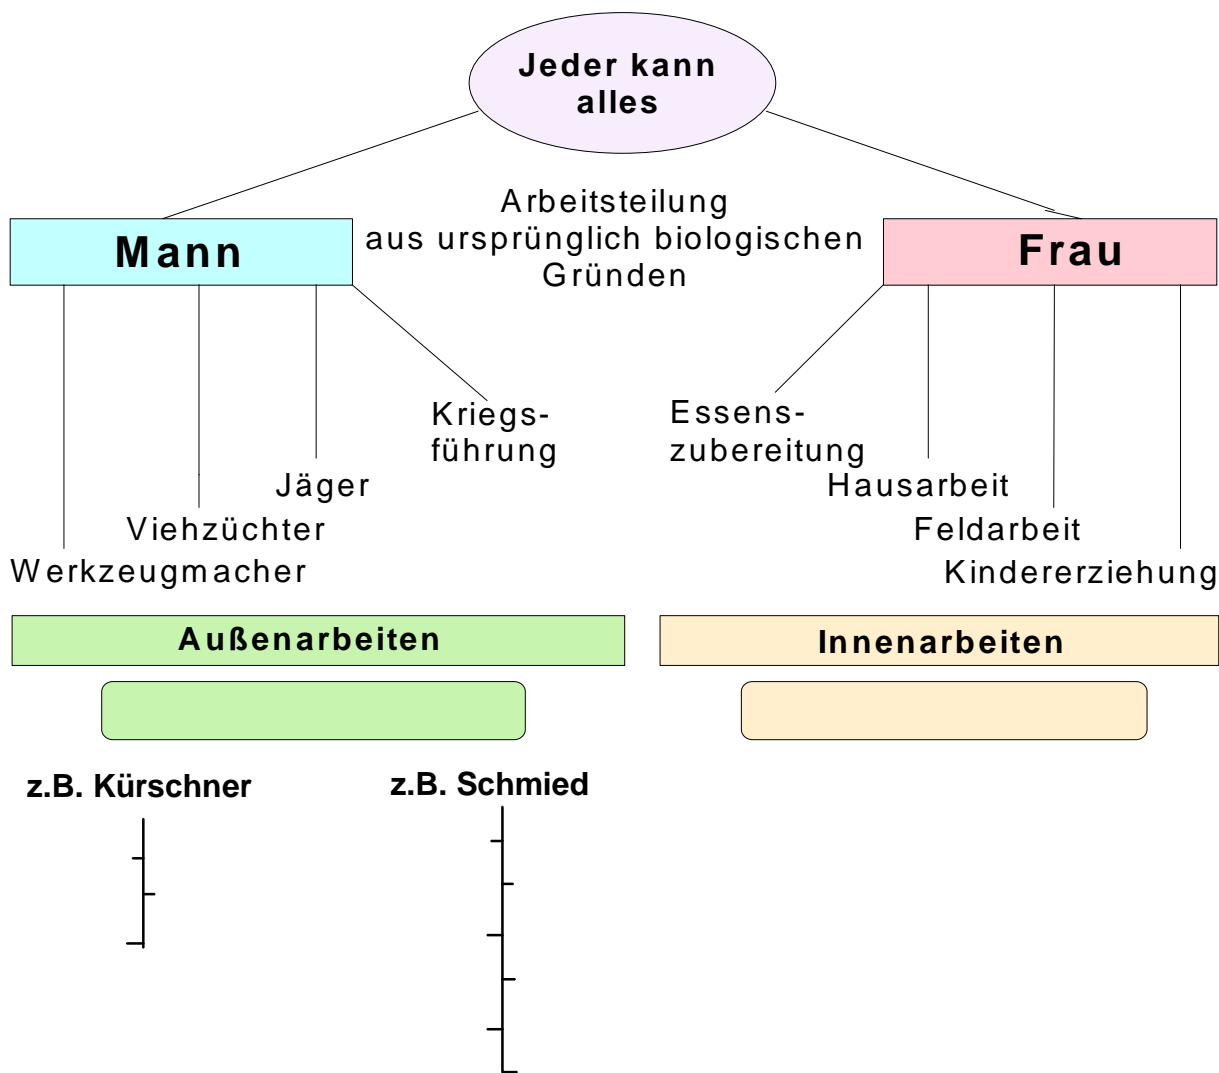 Jeder kann
alles
Arbeitsteilung
aus ursprünglich biologischen
Gründen
Mann
Frau
Kriegs-
führung
Jäger
Viehzüchter
Werkzeugmacher
Essens-
zubereitung
Hausarbeit
Feldarbeit
Kindererziehung
Außenarbeiten
Innenarbeiten
z.B. Kürschner
z.B. Schmied